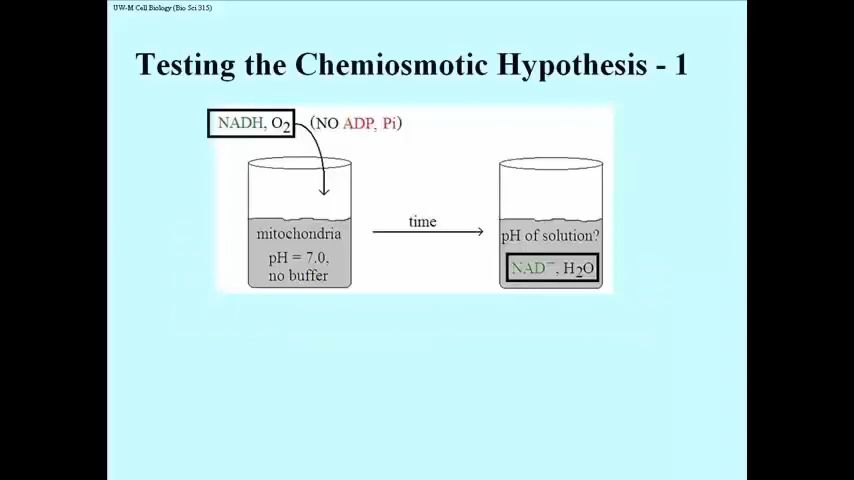 UW-M Cell Biology (Bio Sci 315)
Testing the Chemiosmotic Hypothesis - 1
NADH, O2 (NO ADP, Pi)
time
mitochondria
pH = 7.0,
no buffer
pH of solution?
NAD⁻, H2O